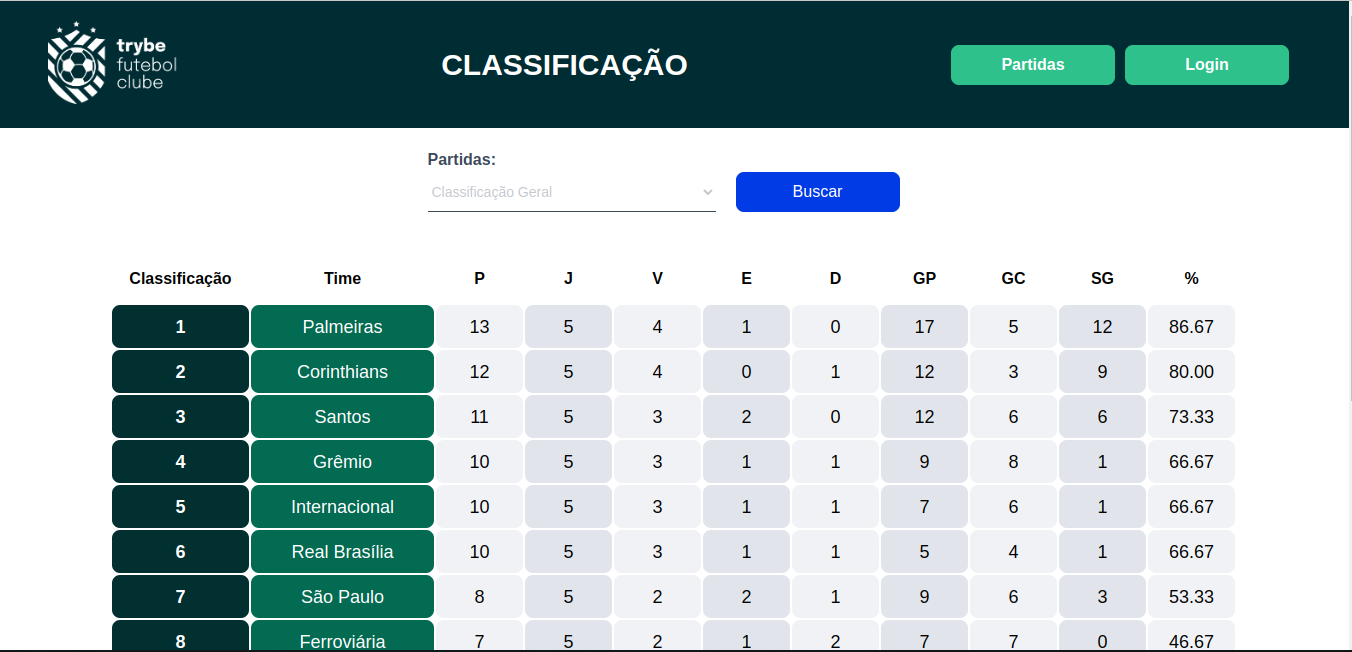 trybe
futebol
clube
CLASSIFICAÇÃO
Partidas
Login
Partidas:
Classificação Geral
Buscar
Classificação Time P J V E D GP GC SG %
1 Palmeiras 13 5 4 1 0 17 5 12 86.67
2 Corinthians 12 5 4 0 1 12 3 9 80.00
3 Santos 11 5 3 2 0 12 6 6 73.33
4 Grêmio 10 5 3 1 1 9 8 1 66.67
5 Internacional 10 5 3 1 1 7 6 1 66.67
6 Real Brasília 10 5 3 1 1 5 4 1 66.67
7 São Paulo 8 5 2 2 1 9 6 3 53.33
8 Ferroviária 7 5 2 1 2 7 7 0 46.67